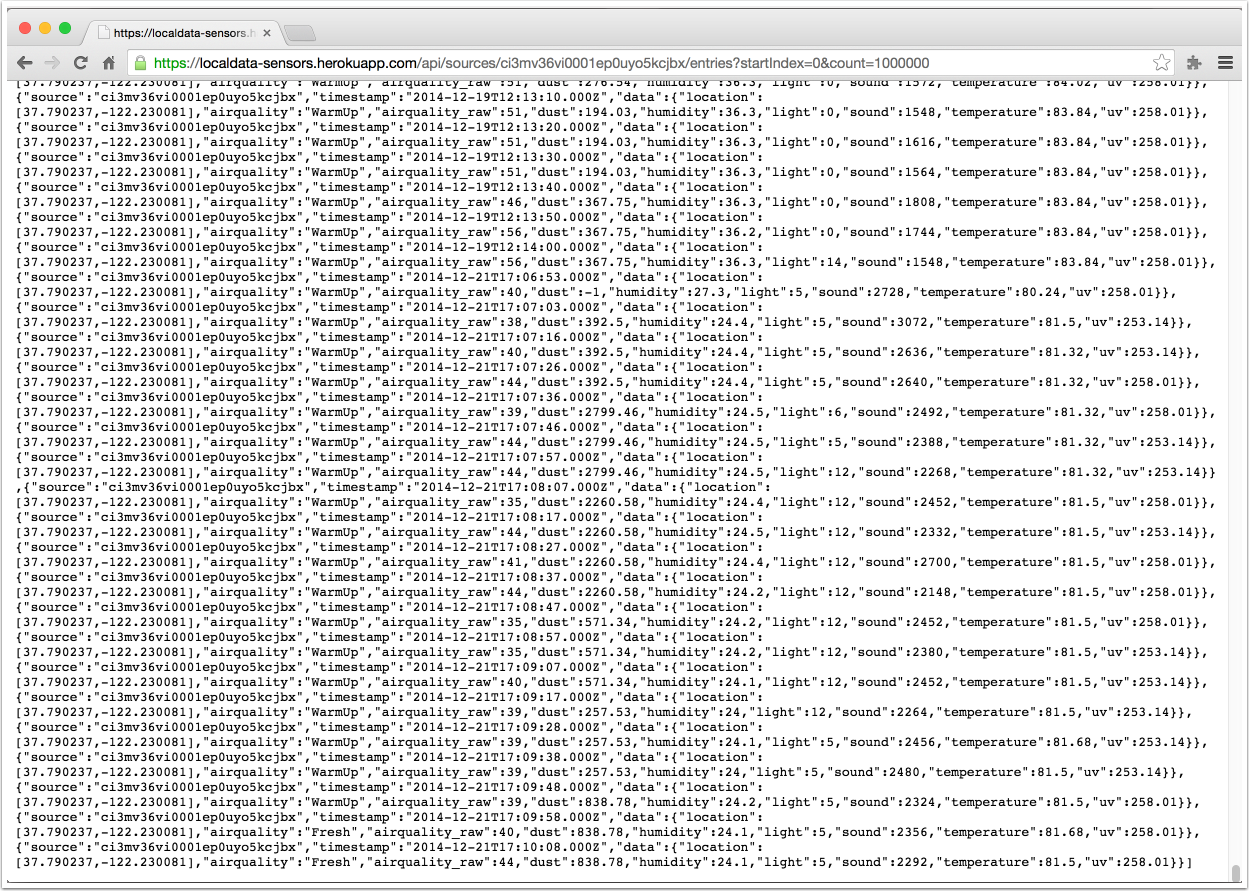 https://localdata-sensors.h
https://localdata-sensors.herokuapp.com/api/sources/ci3mv36vi0001ep0uyo5kcjbx/entries?startIndex=0&count=1000000
[37.790237,-122.230081],"airquality":"WarmUp","airquality_raw":51,"dust":276.54,"humidity":36.3,"light":0,"sound":1572,"temperature":84.02,"uv":258.01}},
{"source":"ci3mv36vi0001ep0uyo5kcjbx","timestamp":"2014-12-19T12:13:10.000Z","data":{"location":
[37.790237,-122.230081],"airquality":"WarmUp","airquality_raw":51,"dust":194.03,"humidity":36.3,"light":0,"sound":1548,"temperature":83.84,"uv":258.01}},
{"source":"ci3mv36vi0001ep0uyo5kcjbx","timestamp":"2014-12-19T12:13:20.000Z","data":{"location":
[37.790237,-122.230081],"airquality":"WarmUp","airquality_raw":51,"dust":194.03,"humidity":36.3,"light":0,"sound":1616,"temperature":83.84,"uv":258.01}},
{"source":"ci3mv36vi0001ep0uyo5kcjbx","timestamp":"2014-12-19T12:13:30.000Z","data":{"location":
[37.790237,-122.230081],"airquality":"WarmUp","airquality_raw":51,"dust":194.03,"humidity":36.3,"light":0,"sound":1564,"temperature":83.84,"uv":258.01}},
{"source":"ci3mv36vi0001ep0uyo5kcjbx","timestamp":"2014-12-19T12:13:40.000Z","data":{"location":
[37.790237,-122.230081],"airquality":"WarmUp","airquality_raw":46,"dust":367.75,"humidity":36.3,"light":0,"sound":1808,"temperature":83.84,"uv":258.01}},
{"source":"ci3mv36vi0001ep0uyo5kcjbx","timestamp":"2014-12-19T12:13:50.000Z","data":{"location":
[37.790237,-122.230081],"airquality":"WarmUp","airquality_raw":56,"dust":367.75,"humidity":36.2,"light":0,"sound":1744,"temperature":83.84,"uv":258.01}},
{"source":"ci3mv36vi0001ep0uyo5kcjbx","timestamp":"2014-12-19T12:14:00.000Z","data":{"location":
[37.790237,-122.230081],"airquality":"WarmUp","airquality_raw":56,"dust":367.75,"humidity":36.3,"light":14,"sound":1548,"temperature":83.84,"uv":258.01}},
{"source":"ci3mv36vi0001ep0uyo5kcjbx","timestamp":"2014-12-21T17:06:53.000Z","data":{"location":
[37.790237,-122.230081],"airquality":"WarmUp","airquality_raw":40,"dust":-1,"humidity":27.3,"light":5,"sound":2728,"temperature":80.24,"uv":258.01}},
{"source":"ci3mv36vi0001ep0uyo5kcjbx","timestamp":"2014-12-21T17:07:03.000Z","data":{"location":
[37.790237,-122.230081],"airquality":"WarmUp","airquality_raw":38,"dust":392.5,"humidity":24.4,"light":5,"sound":3072,"temperature":81.5,"uv":253.14}},
{"source":"ci3mv36vi0001ep0uyo5kcjbx","timestamp":"2014-12-21T17:07:16.000Z","data":{"location":
[37.790237,-122.230081],"airquality":"WarmUp","airquality_raw":40,"dust":392.5,"humidity":24.4,"light":5,"sound":2636,"temperature":81.32,"uv":253.14}},
{"source":"ci3mv36vi0001ep0uyo5kcjbx","timestamp":"2014-12-21T17:07:26.000Z","data":{"location":
[37.790237,-122.230081],"airquality":"WarmUp","airquality_raw":44,"dust":392.5,"humidity":24.4,"light":5,"sound":2640,"temperature":81.32,"uv":258.01}},
{"source":"ci3mv36vi0001ep0uyo5kcjbx","timestamp":"2014-12-21T17:07:36.000Z","data":{"location":
[37.790237,-122.230081],"airquality":"WarmUp","airquality_raw":39,"dust":2799.46,"humidity":24.5,"light":6,"sound":2492,"temperature":81.32,"uv":258.01}},
{"source":"ci3mv36vi0001ep0uyo5kcjbx","timestamp":"2014-12-21T17:07:46.000Z","data":{"location":
[37.790237,-122.230081],"airquality":"WarmUp","airquality_raw":44,"dust":2799.46,"humidity":24.5,"light":5,"sound":2388,"temperature":81.32,"uv":253.14}},
{"source":"ci3mv36vi0001ep0uyo5kcjbx","timestamp":"2014-12-21T17:07:57.000Z","data":{"location":
[37.790237,-122.230081],"airquality":"WarmUp","airquality_raw":44,"dust":2799.46,"humidity":24.5,"light":12,"sound":2268,"temperature":81.32,"uv":253.14}}
,{"source":"ci3mv36vi0001ep0uyo5kcjbx","timestamp":"2014-12-21T17:08:07.000Z","data":{"location":
[37.790237,-122.230081],"airquality":"WarmUp","airquality_raw":35,"dust":2260.58,"humidity":24.4,"light":12,"sound":2452,"temperature":81.5,"uv":258.01}},
{"source":"ci3mv36vi0001ep0uyo5kcjbx","timestamp":"2014-12-21T17:08:17.000Z","data":{"location":
[37.790237,-122.230081],"airquality":"WarmUp","airquality_raw":44,"dust":2260.58,"humidity":24.5,"light":12,"sound":2332,"temperature":81.5,"uv":253.14}},
{"source":"ci3mv36vi0001ep0uyo5kcjbx","timestamp":"2014-12-21T17:08:27.000Z","data":{"location":
[37.790237,-122.230081],"airquality":"WarmUp","airquality_raw":41,"dust":2260.58,"humidity":24.4,"light":12,"sound":2700,"temperature":81.5,"uv":258.01}},
{"source":"ci3mv36vi0001ep0uyo5kcjbx","timestamp":"2014-12-21T17:08:37.000Z","data":{"location":
[37.790237,-122.230081],"airquality":"WarmUp","airquality_raw":44,"dust":2260.58,"humidity":24.2,"light":12,"sound":2148,"temperature":81.5,"uv":258.01}},
{"source":"ci3mv36vi0001ep0uyo5kcjbx","timestamp":"2014-12-21T17:08:47.000Z","data":{"location":
[37.790237,-122.230081],"airquality":"WarmUp","airquality_raw":35,"dust":571.34,"humidity":24.2,"light":12,"sound":2452,"temperature":81.5,"uv":258.01}},
{"source":"ci3mv36vi0001ep0uyo5kcjbx","timestamp":"2014-12-21T17:08:57.000Z","data":{"location":
[37.790237,-122.230081],"airquality":"WarmUp","airquality_raw":35,"dust":571.34,"humidity":24.2,"light":12,"sound":2380,"temperature":81.5,"uv":253.14}},
{"source":"ci3mv36vi0001ep0uyo5kcjbx","timestamp":"2014-12-21T17:09:07.000Z","data":{"location":
[37.790237,-122.230081],"airquality":"WarmUp","airquality_raw":40,"dust":571.34,"humidity":24.1,"light":12,"sound":2452,"temperature":81.5,"uv":253.14}},
{"source":"ci3mv36vi0001ep0uyo5kcjbx","timestamp":"2014-12-21T17:09:17.000Z","data":{"location":
[37.790237,-122.230081],"airquality":"WarmUp","airquality_raw":39,"dust":257.53,"humidity":24,"light":12,"sound":2264,"temperature":81.5,"uv":253.14}},
{"source":"ci3mv36vi0001ep0uyo5kcjbx","timestamp":"2014-12-21T17:09:28.000Z","data":{"location":
[37.790237,-122.230081],"airquality":"WarmUp","airquality_raw":39,"dust":257.53,"humidity":24.1,"light":5,"sound":2456,"temperature":81.68,"uv":253.14}},
{"source":"ci3mv36vi0001ep0uyo5kcjbx","timestamp":"2014-12-21T17:09:38.000Z","data":{"location":
[37.790237,-122.230081],"airquality":"WarmUp","airquality_raw":39,"dust":257.53,"humidity":24,"light":5,"sound":2480,"temperature":81.5,"uv":253.14}},
{"source":"ci3mv36vi0001ep0uyo5kcjbx","timestamp":"2014-12-21T17:09:48.000Z","data":{"location":
[37.790237,-122.230081],"airquality":"WarmUp","airquality_raw":39,"dust":838.78,"humidity":24.2,"light":5,"sound":2324,"temperature":81.5,"uv":258.01}},
{"source":"ci3mv36vi0001ep0uyo5kcjbx","timestamp":"2014-12-21T17:09:58.000Z","data":{"location":
[37.790237,-122.230081],"airquality":"Fresh","airquality_raw":40,"dust":838.78,"humidity":24.1,"light":5,"sound":2356,"temperature":81.68,"uv":258.01}},
{"source":"ci3mv36vi0001ep0uyo5kcjbx","timestamp":"2014-12-21T17:10:08.000Z","data":{"location":
[37.790237,-122.230081],"airquality":"Fresh","airquality_raw":44,"dust":838.78,"humidity":24.1,"light":5,"sound":2292,"temperature":81.5,"uv":258.01}}]